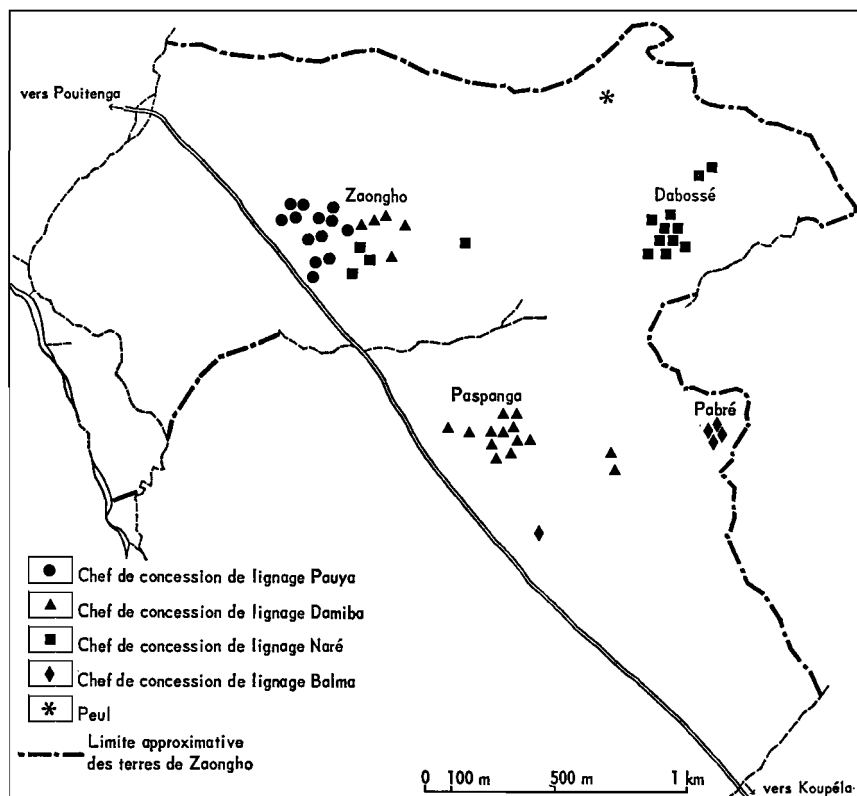 vers Pouitenga
Zaongho
Dabossé
Paspanga
Pabré
Chef de concession de lignage Pauya
Chef de concession de lignage Damiba
Chef de concession de lignage Naré
Chef de concession de lignage Balma
Peul
Limite approximative
des terres de Zaongho
0 100 m 500 m 1 km
vers Koupéla